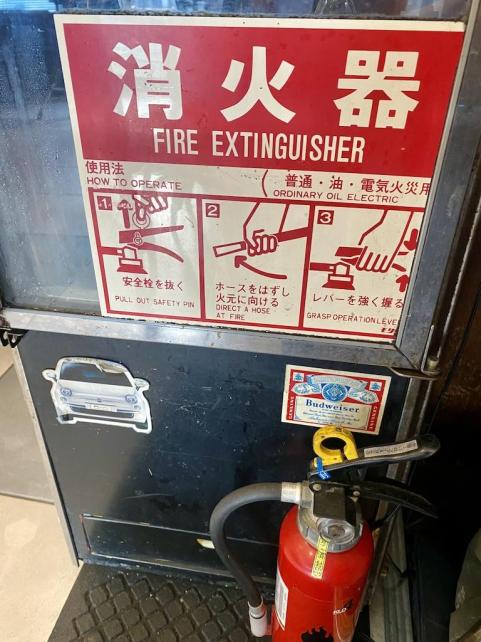 消火器
FIRE EXTINGUISHER
使用法
HOW TO OPERATE
普通・油・電気火災用
ORDINARY OIL ELECTRIC
1
安全栓を抜く
PULL OUT SAFETY PIN
2
ホースをはずし
火元に向ける
DIRECT A HOSE
AT FIRE
3
レバーを強く握る
GRASP OPERATION LEVE
GENUINE
Budweiser
GENUINE